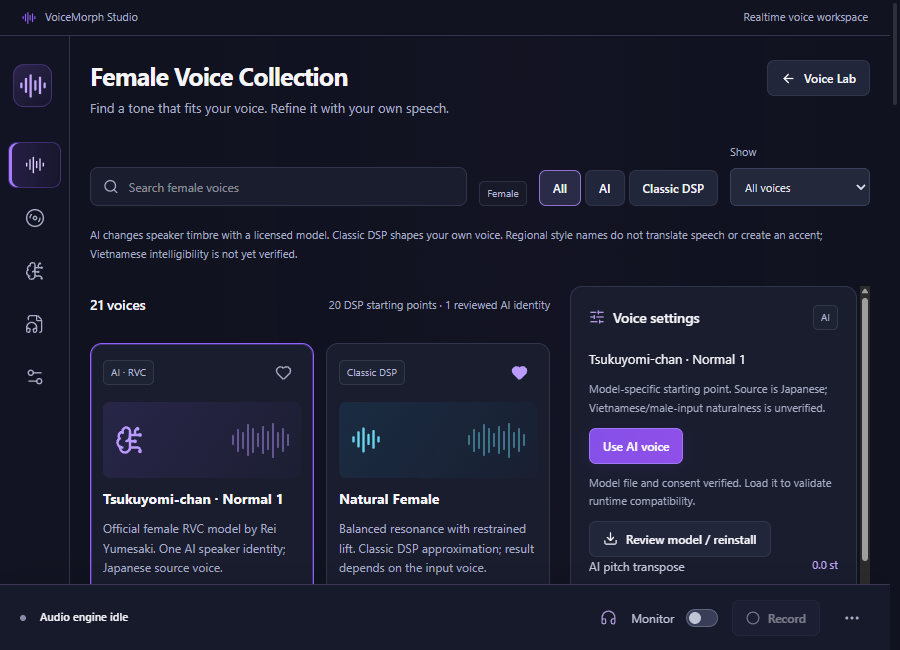 VoiceMorph Studio
Realtime voice workspace
Female Voice Collection
Find a tone that fits your voice. Refine it with your own speech.
Voice Lab
Show
Search female voices
Female
All
AI
Classic DSP
All voices
AI changes speaker timbre with a licensed model. Classic DSP shapes your own voice. Regional style names do not translate speech or create an accent;
Vietnamese intelligibility is not yet verified.
21 voices
20 DSP starting points · 1 reviewed AI identity
AI · RVC
Tsukuyomi-chan · Normal 1
Official female RVC model by Rei
Yumesaki. One AI speaker identity;
Japanese source voice.
Classic DSP
Natural Female
Balanced resonance with restrained
lift. Classic DSP approximation; result
depends on the input voice.
Voice settings
AI
Tsukuyomi-chan · Normal 1
Model-specific starting point. Source is Japanese;
Vietnamese/male-input naturalness is unverified.
Use AI voice
Model file and consent verified. Load it to validate
runtime compatibility.
Review model / reinstall
AI pitch transpose
0.0 st
Audio engine idle
Monitor
Record